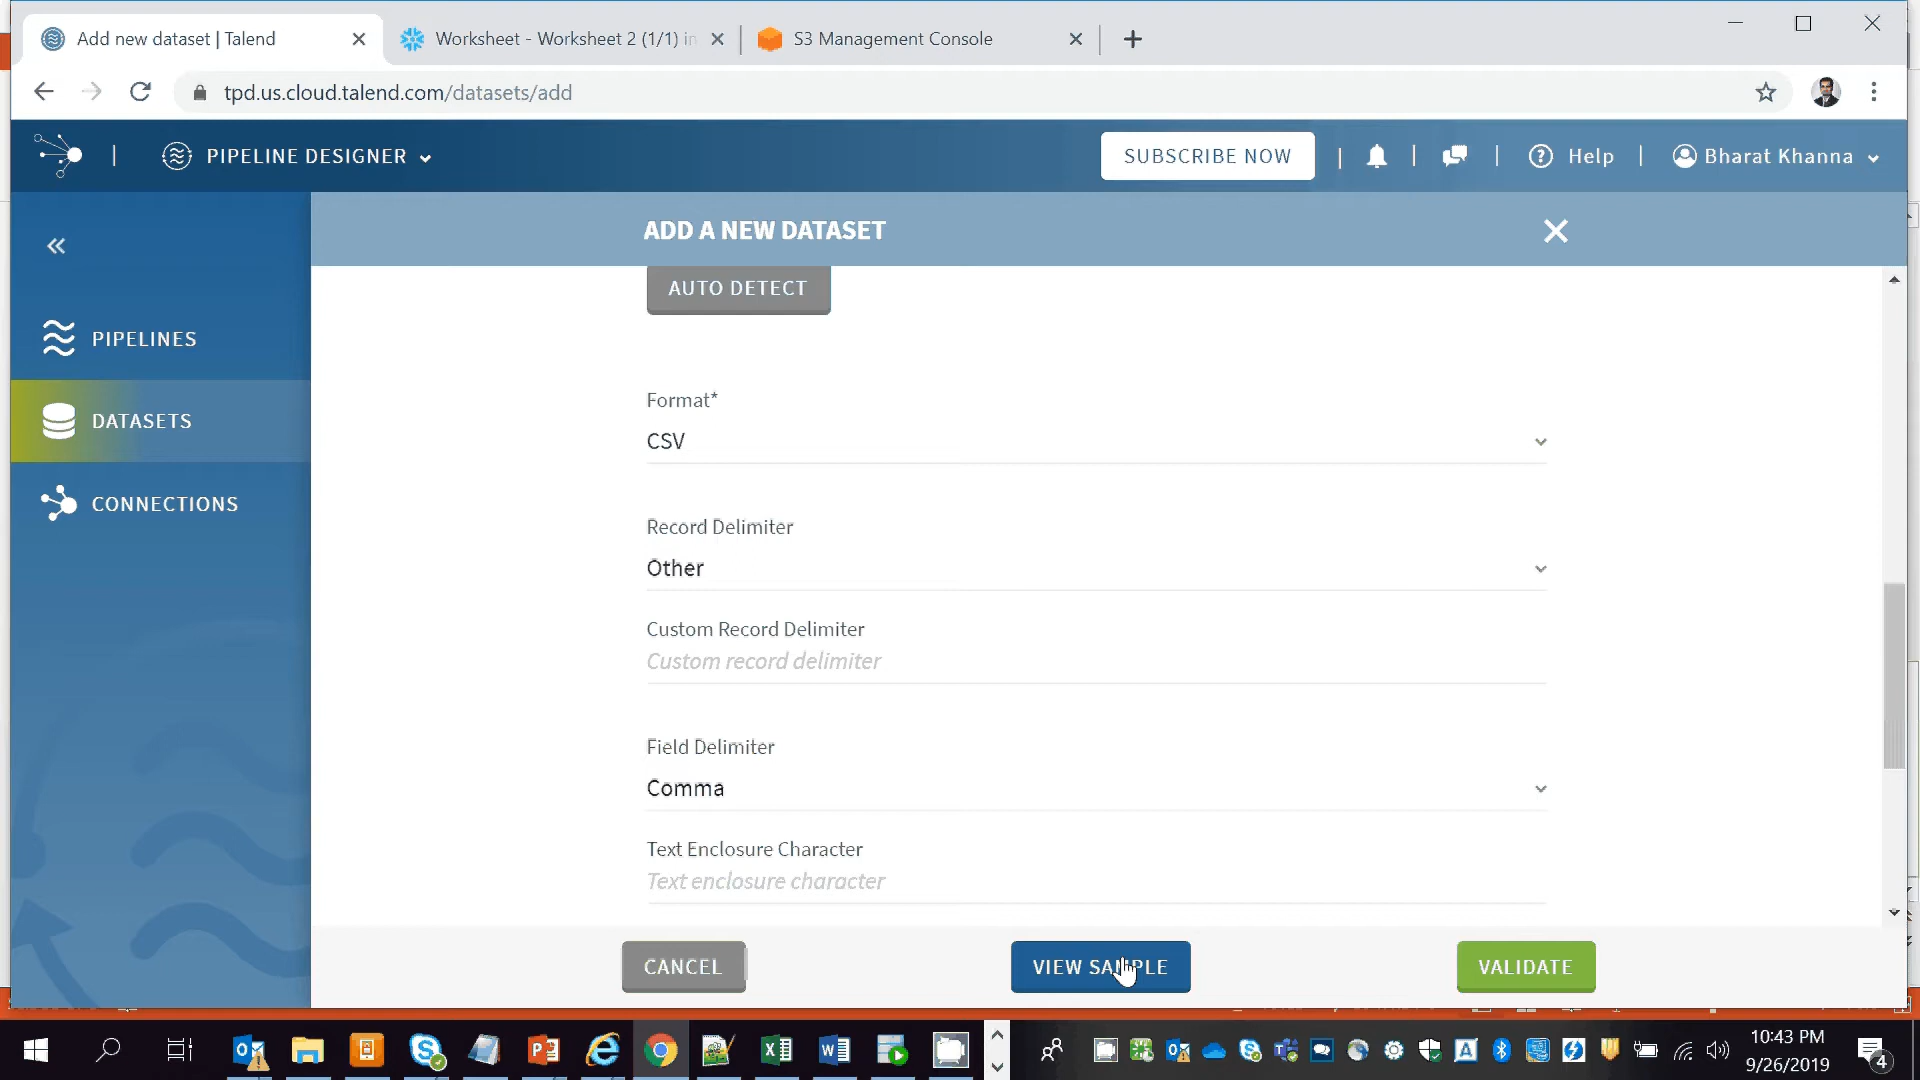 Add new dataset | Talend
Worksheet - Worksheet 2 (1/1) in
S3 Management Console
tpd.us.cloud.talend.com/datasets/add
PIPELINE DESIGNER
SUBSCRIBE NOW
Help
Bharat Khanna
ADD A NEW DATASET
PIPELINES
DATASETS
CONNECTIONS
AUTO DETECT
Format*
CSV
Record Delimiter
Other
Custom Record Delimiter
Custom record delimiter
Field Delimiter
Comma
Text Enclosure Character
Text enclosure character
CANCEL
VIEW SAMPLE
VALIDATE
10:43 PM
9/26/2019
4